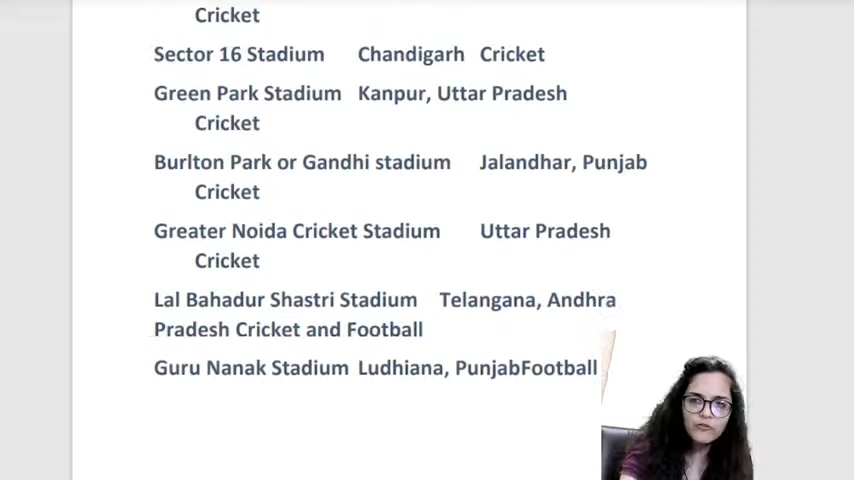 Cricket
Sector 16 Stadium Chandigarh Cricket
Green Park Stadium Kanpur, Uttar Pradesh
Cricket
Burlton Park or Gandhi stadium Jalandhar, Punjab
Cricket
Greater Noida Cricket Stadium Uttar Pradesh
Cricket
Lal Bahadur Shastri Stadium Telangana, Andhra
Pradesh Cricket and Football
Guru Nanak Stadium Ludhiana, PunjabFootball